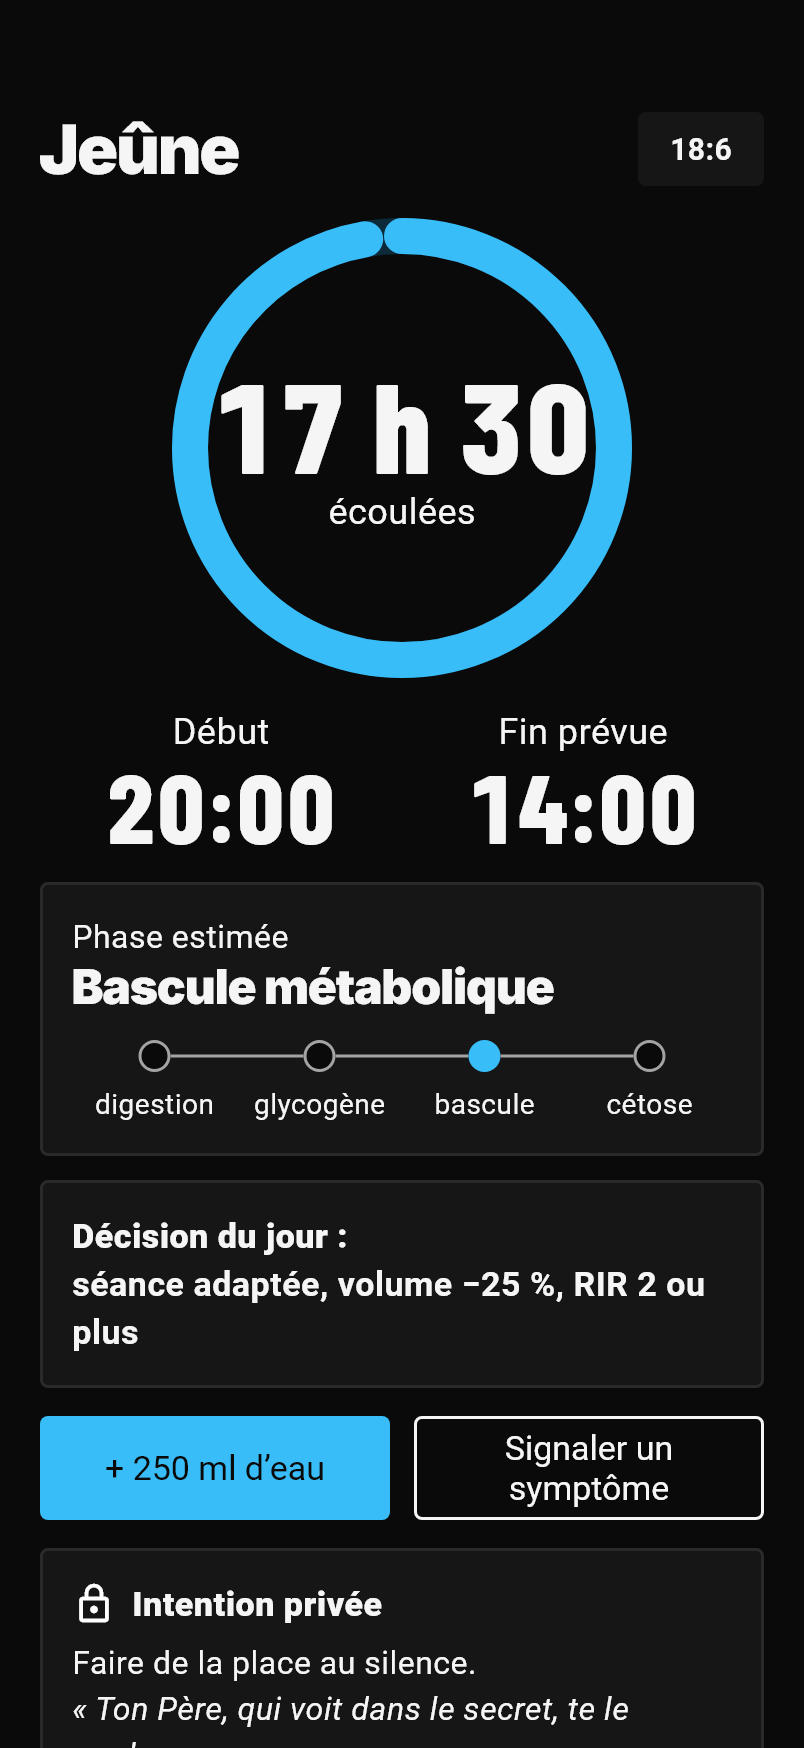 Jeûne
18:6
17 h 30
écoulées
Début
Fin prévue
20:00
14:00
Phase estimée
Bascule métabolique
digestion
glycogène
bascule
cétose
Décision du jour :
séance adaptée, volume −25 %, RIR 2 ou
plus
+ 250 ml d’eau
Signaler un
symptôme
Intention privée
Faire de la place au silence.
« Ton Père, qui voit dans le secret, te le